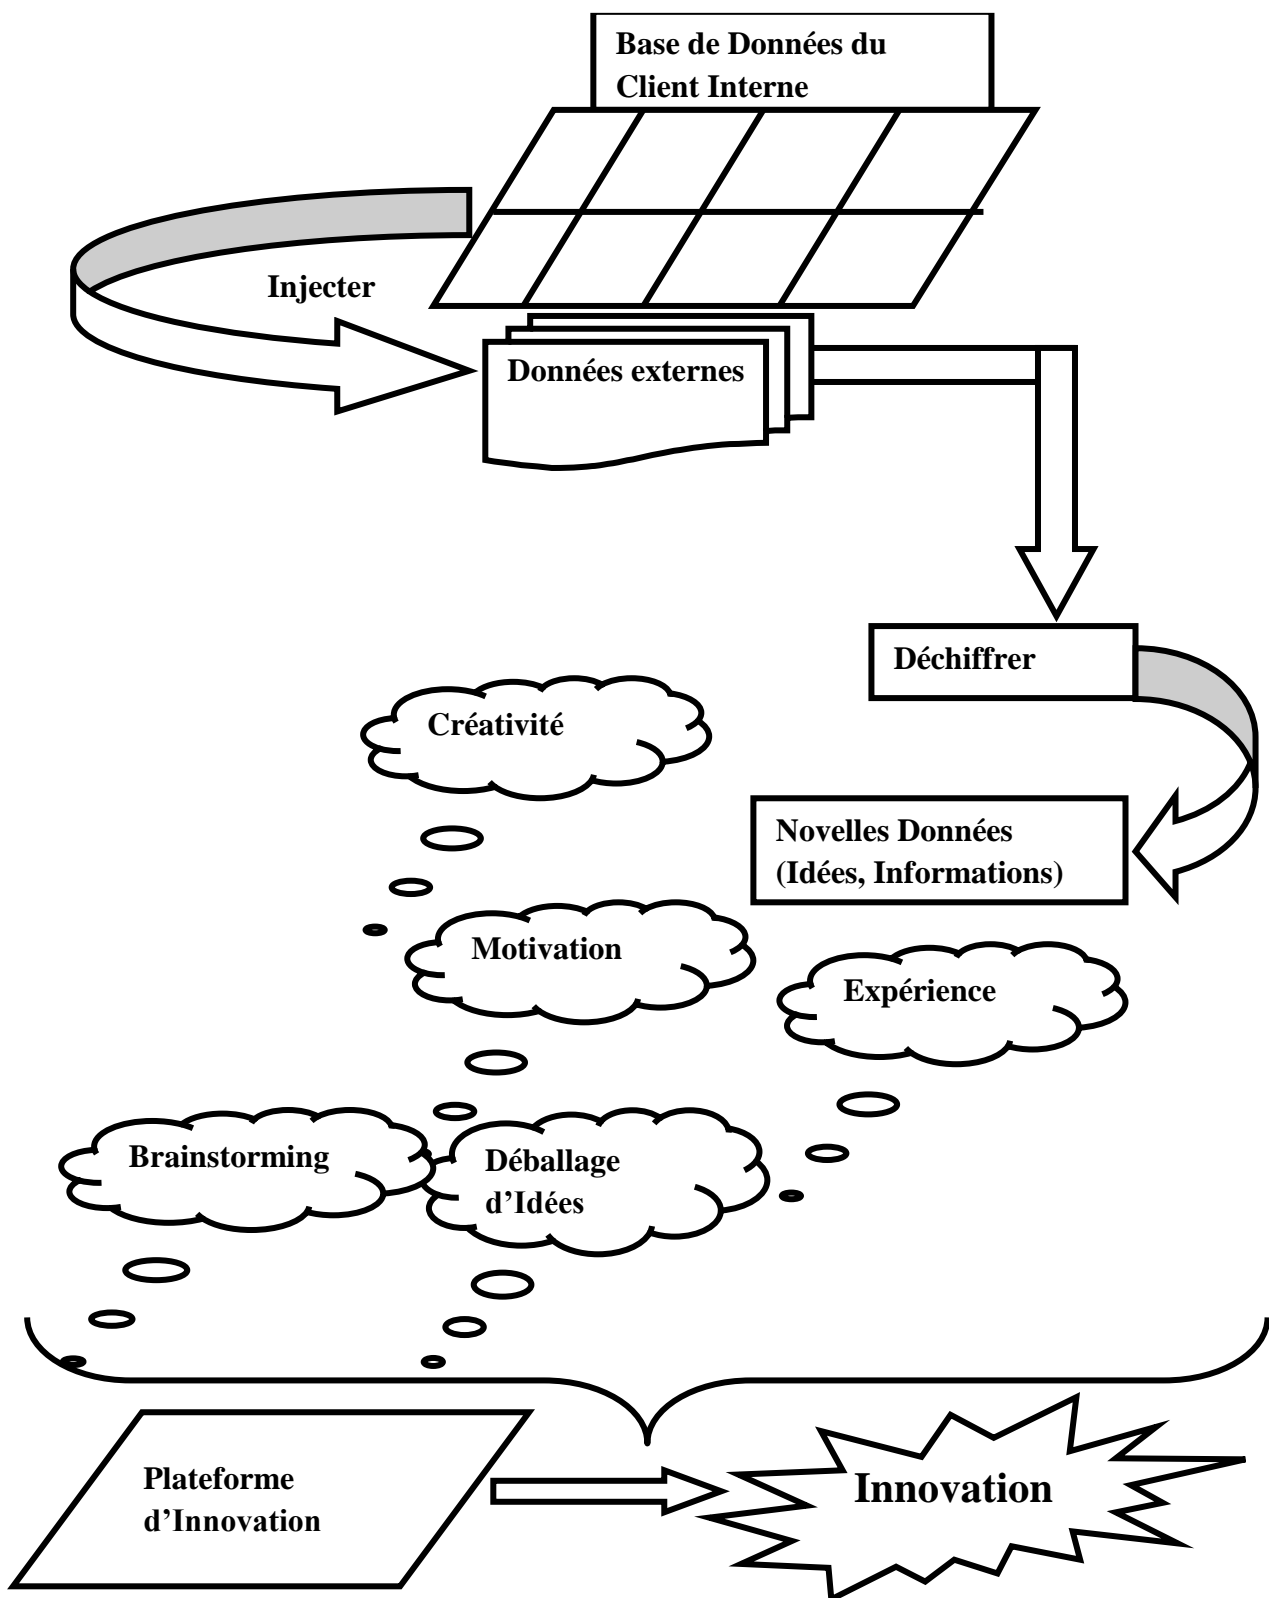 Base de Données du
Client Interne
Injecter
Données externes
Déchiffrer
Créativité
Novelles Données
(Idées, Informations)
Motivation
Expérience
Brainstorming
Déballage
d’Idées
Plateforme
d’Innovation
Innovation